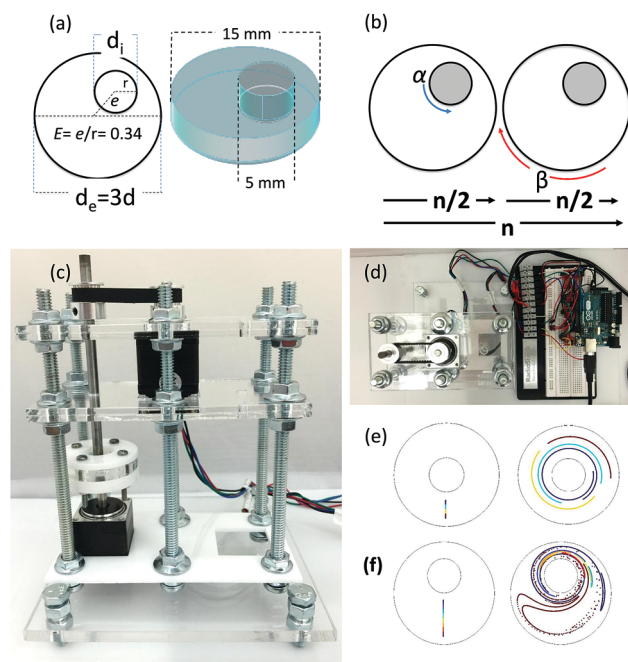 (a)
d_i
r
e
E= e/r= 0.34
d_e=3d
15 mm
5 mm
(b)
α
β
n/2
n/2
n
(c)
(d)
(e)
(f)